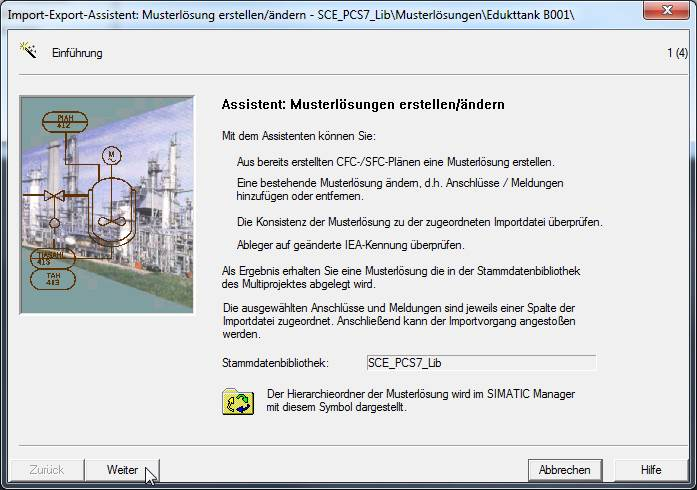 Import-Export-Assistent: Musterlösung erstellen/ändern - SCE_PCS7_Lib\Musterlösungen\Edukttank B001\
Einführung
1 (4)
PIAH
412
M
TIASAHL
413
TAH
413
Assistent: Musterlösungen erstellen/ändern
Mit dem Assistenten können Sie:
Aus bereits erstellten CFC-/SFC-Plänen eine Musterlösung erstellen.
Eine bestehende Musterlösung ändern, d.h. Anschlüsse / Meldungen
hinzufügen oder entfernen.
Die Konsistenz der Musterlösung zu der zugeordneten Importdatei überprüfen.
Ableger auf geänderte IEA-Kennung überprüfen.
Als Ergebnis erhalten Sie eine Musterlösung die in der Stammdatenbibliothek
des Multiprojektes abgelegt wird.
Die ausgewählten Anschlüsse und Meldungen sind jeweils einer Spalte der
Importdatei zugeordnet. Anschließend kann der Importvorgang angestoßen
werden.
Stammdatenbibliothek:
SCE_PCS7_Lib
Der Hierarchieordner der Musterlösung wird im SIMATIC Manager
mit diesem Symbol dargestellt.
Zurück
Weiter
Abbrechen
Hilfe